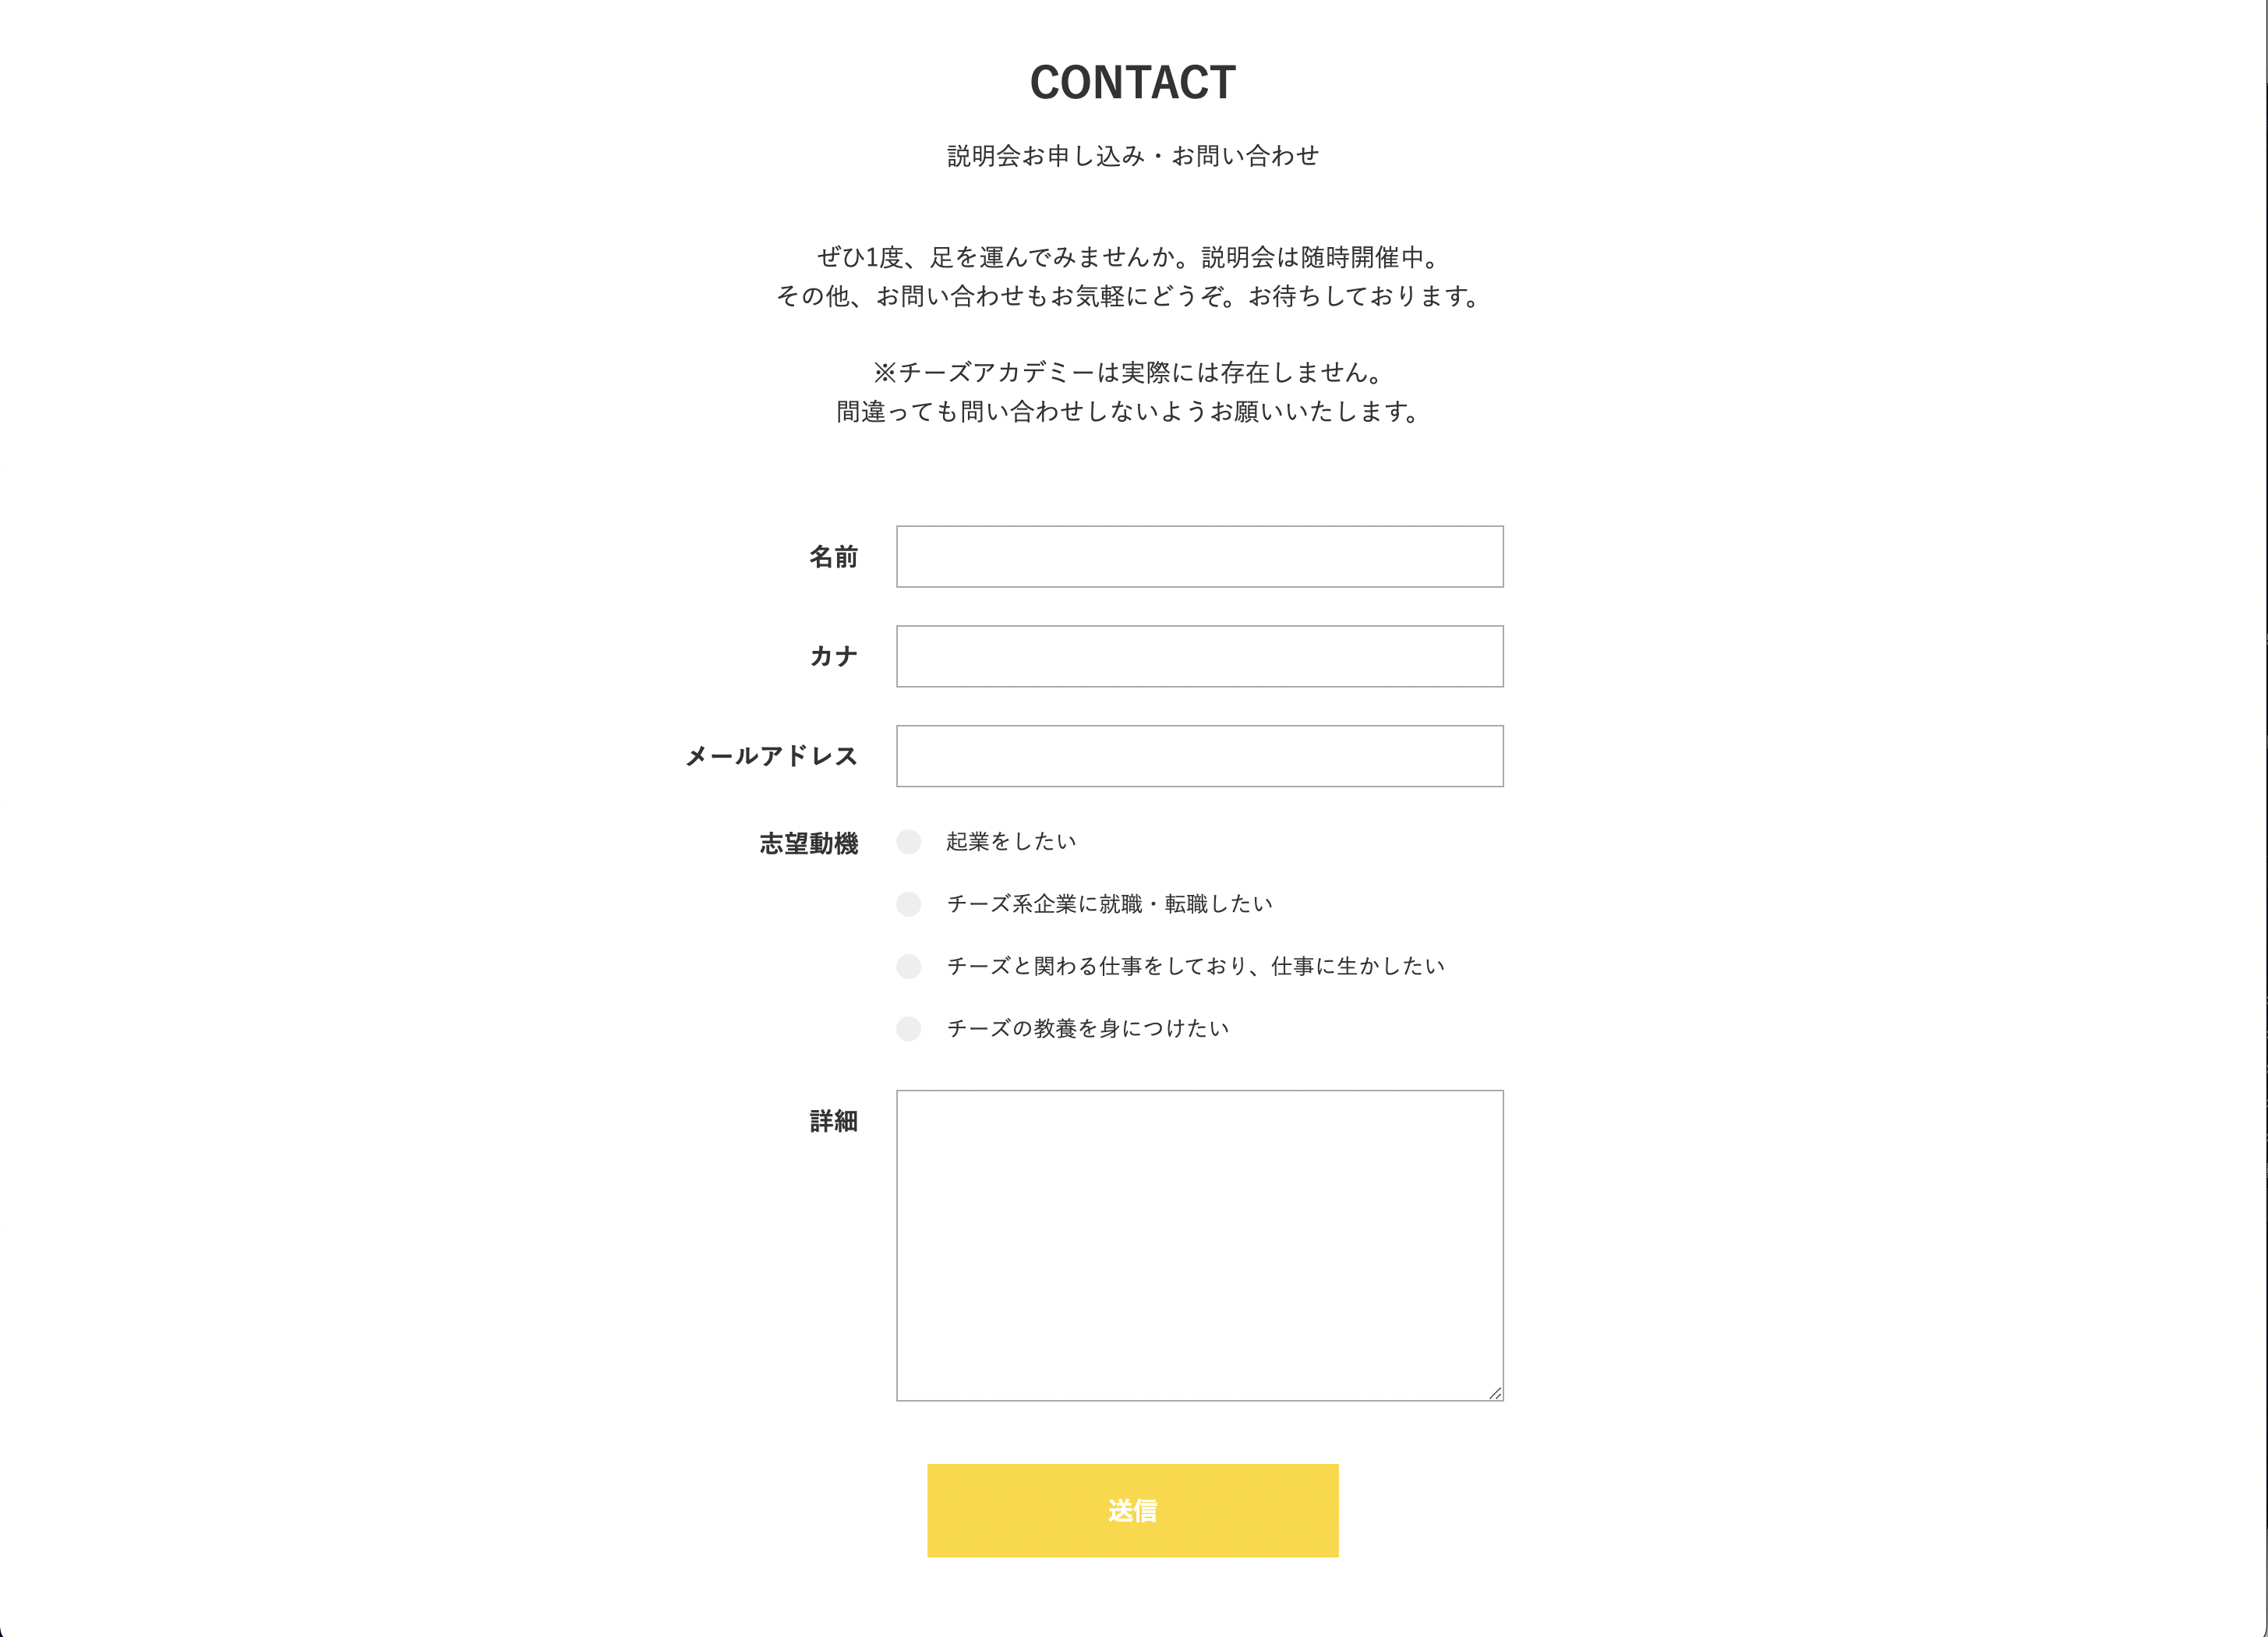 CONTACT
説明会お申し込み・お問い合わせ
ぜひ1度、足を運んでみませんか。説明会は随時開催中。
その他、お問い合わせもお気軽にどうぞ。お待ちしております。
※チーズアカデミーは実際には存在しません。
間違っても問い合わせしないようお願いいたします。
名前
カナ
メールアドレス
志望動機
起業をしたい
チーズ系企業に就職・転職したい
チーズと関わる仕事をしており、仕事に生かしたい
チーズの教養を身につけたい
詳細
送信